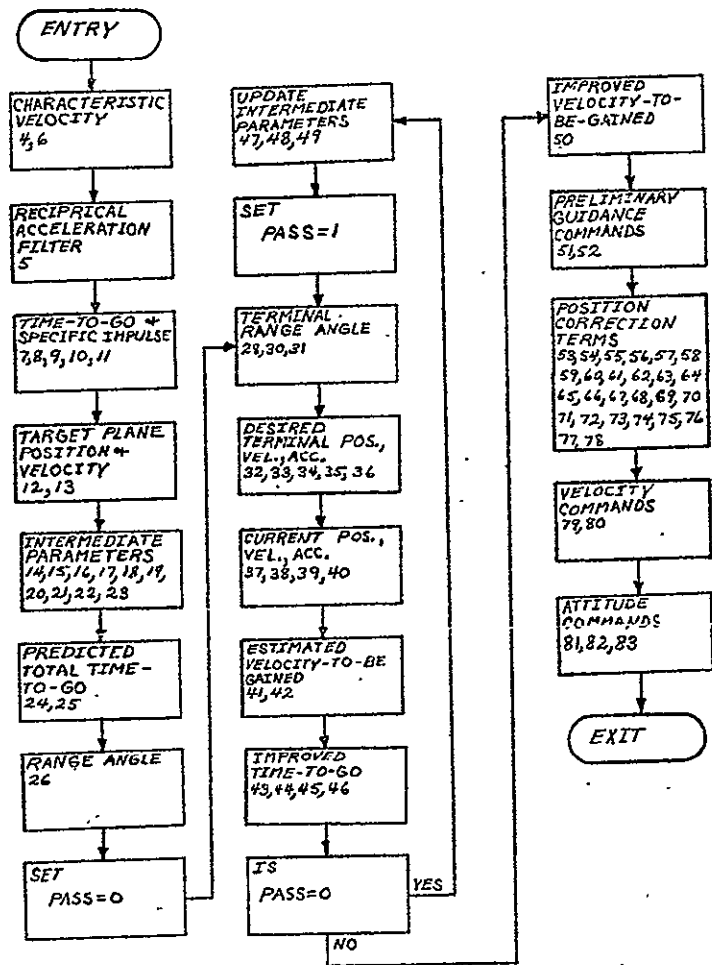 ENTRY
CHARACTERISTIC
VELOCITY
4,6
RECIPRICAL
ACCELERATION
FILTER
5
TIME-TO-GO &
SPECIFIC IMPULSE
7,8,9,10,11
TARGET PLANE
POSITION &
VELOCITY
12,13
INTERMEDIATE
PARAMETERS
14,15,16,17,18,19,
20,21,22,23
PREDICTED
TOTAL TIME-
TO-GO
24,25
RANGE ANGLE
26
SET
PASS=0
UPDATE
INTERMEDIATE
PARAMETERS
47,48,49
SET
PASS=1
TERMINAL
RANGE ANGLE
28,30,31
DESIRED
TERMINAL POS.,
VEL., ACC.
32,33,34,35,36
CURRENT POS.,
VEL., ACC.
37,38,39,40
ESTIMATED
VELOCITY-TO-BE
GAINED
41,42
IMPROVED
TIME-TO-GO
43,44,45,46
IS
PASS=0
YES
NO
IMPROVED
VELOCITY-TO-
BE-GAINED
50
PRELIMINARY
GUIDANCE
COMMANDS
51,52
POSITION
CORRECTION
TERMS
53,54,55,56,57,58
59,60,61,62,63,64
65,66,67,68,69,70
71,72,73,74,75,76
77,78
VELOCITY
COMMANDS
79,80
ATTITUDE
COMMANDS
81,82,83
EXIT